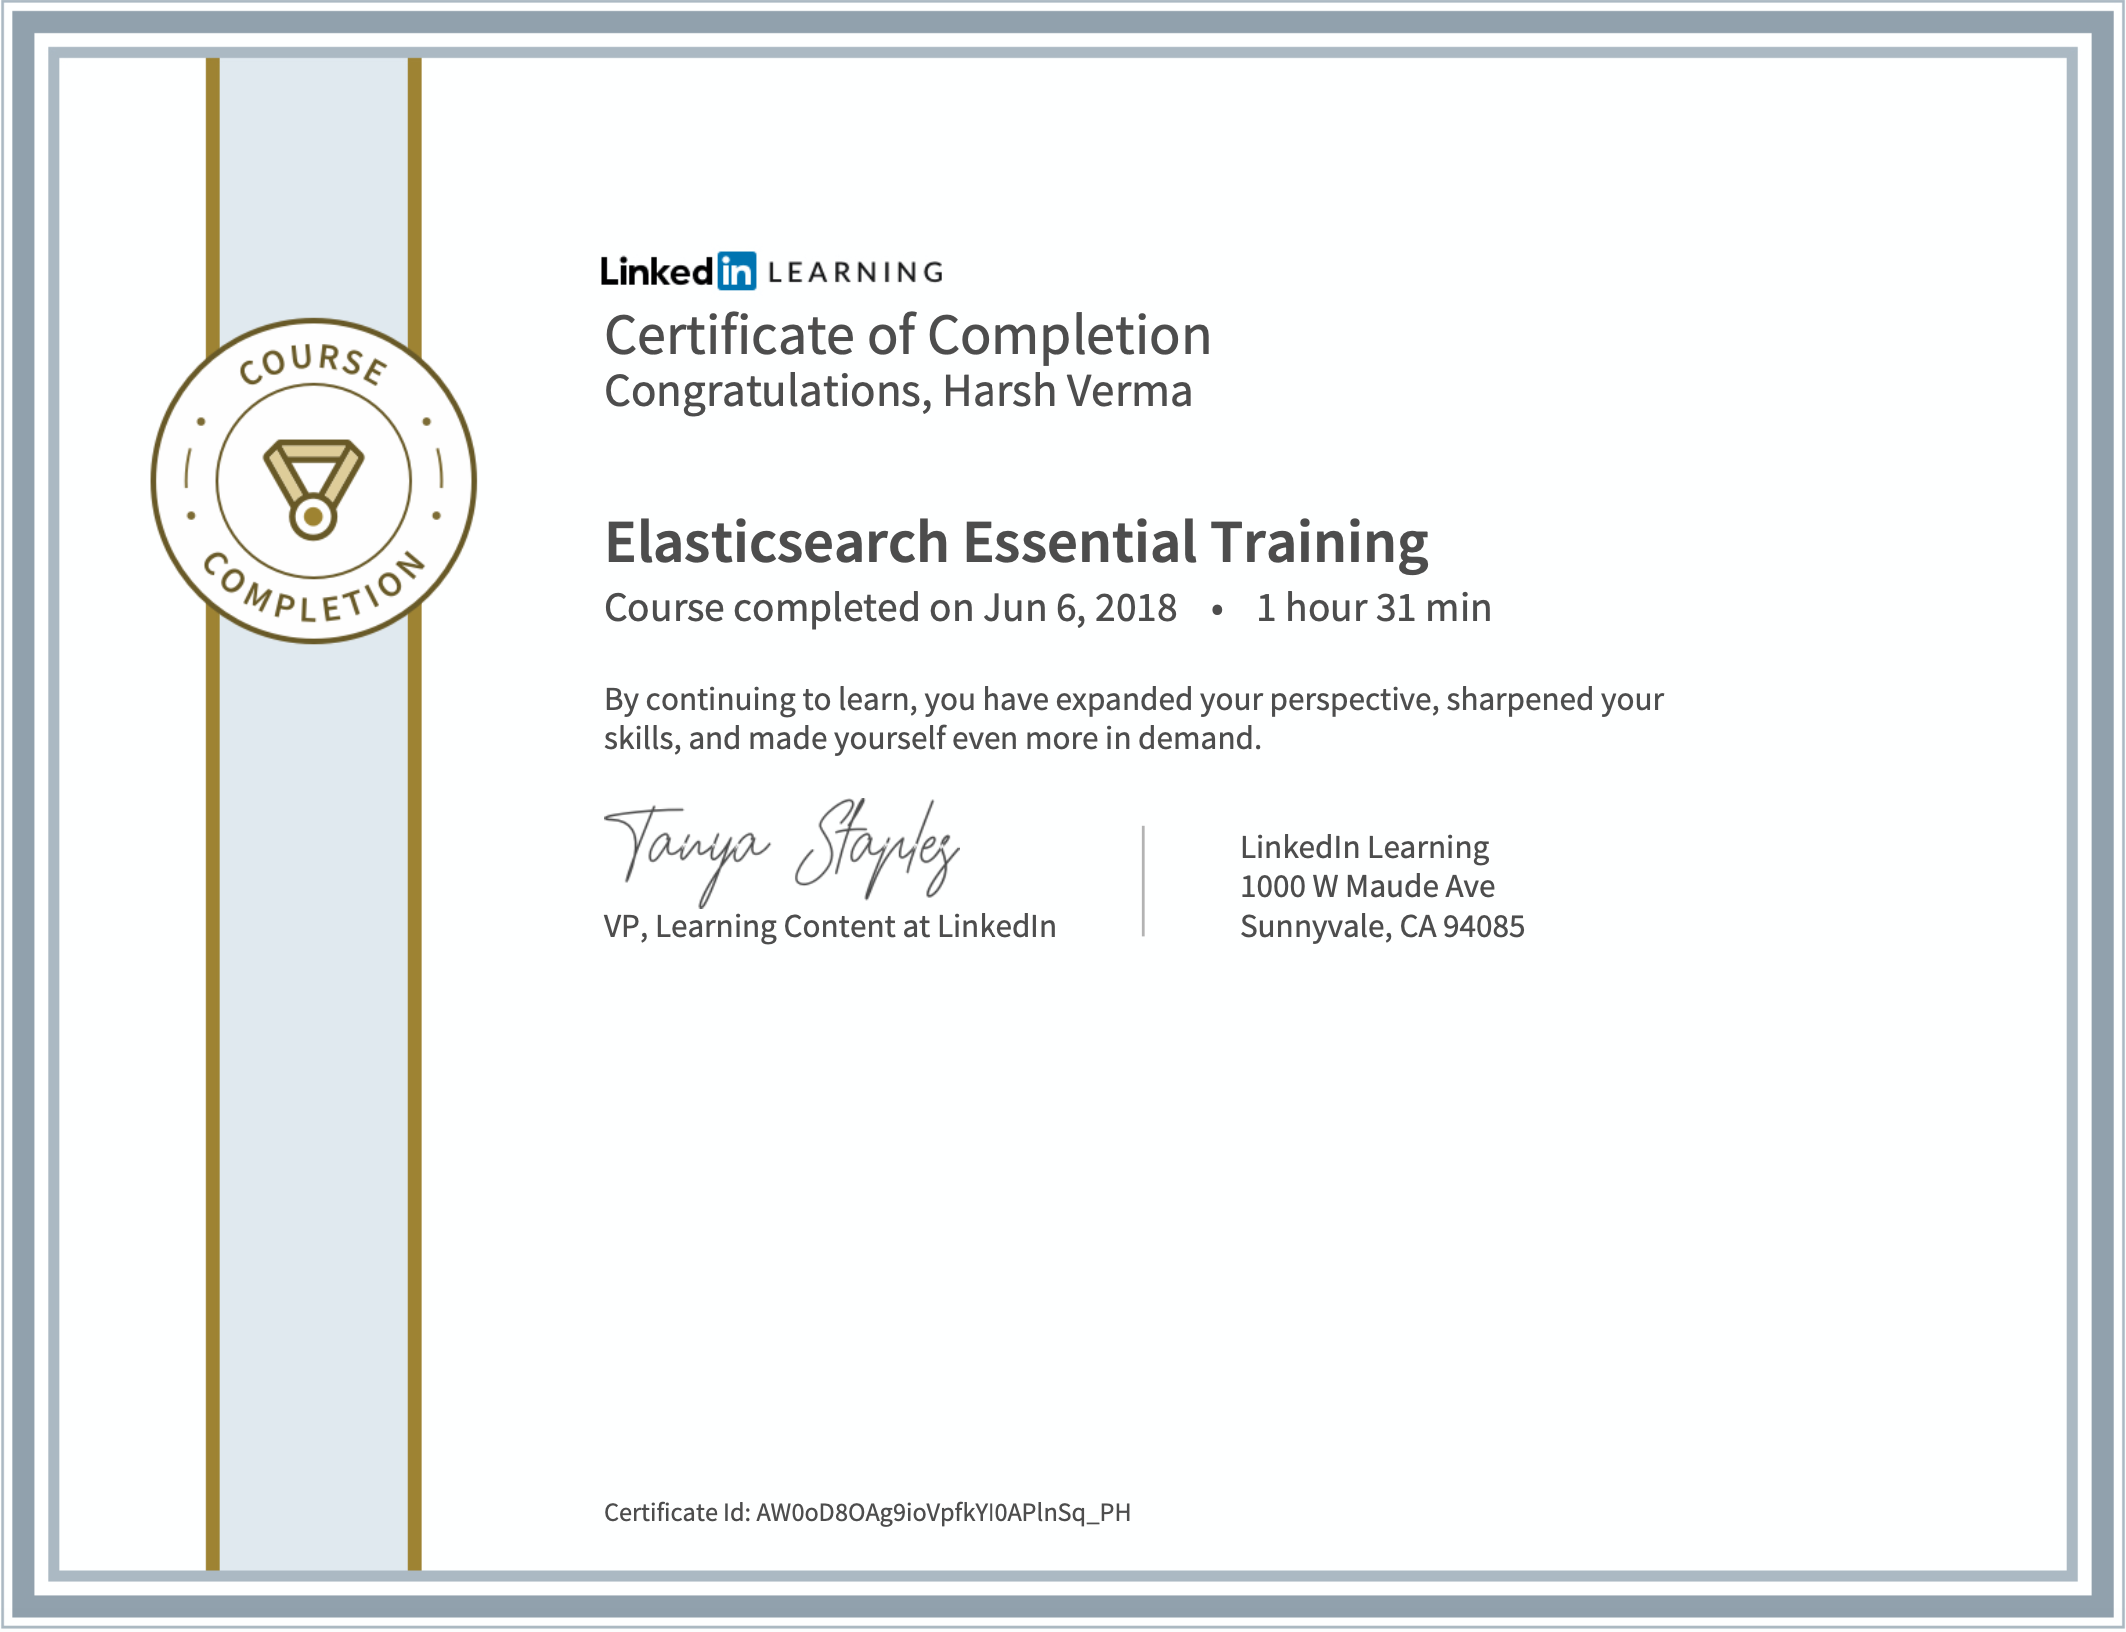 COURSE
COMPLETION
Linked in LEARNING
Certificate of Completion
Congratulations, Harsh Verma
Elasticsearch Essential Training
Course completed on Jun 6, 2018 • 1 hour 31 min
By continuing to learn, you have expanded your perspective, sharpened your
skills, and made yourself even more in demand.
Tanya Staples
VP, Learning Content at LinkedIn
LinkedIn Learning
1000 W Maude Ave
Sunnyvale, CA 94085
Certificate Id: AW0oD8OAg9ioVpfkYI0APlnSq_PH